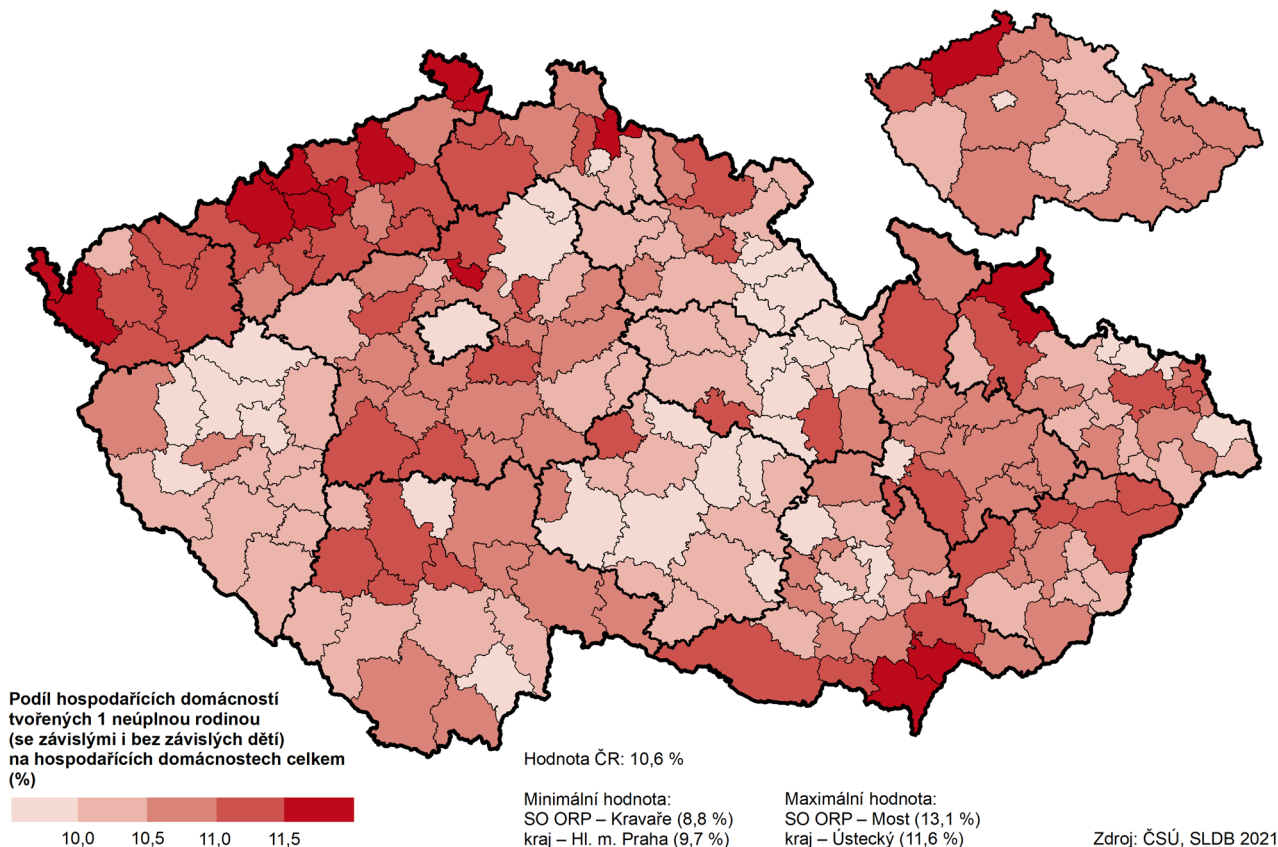 Podíl hospodařících domácností
tvořených 1 neúplnou rodinou
(se závislými i bez závislých dětí)
na hospodařících domácnostech celkem
(%)
10,0 10,5 11,0 11,5
Hodnota ČR: 10,6 %
Minimální hodnota:
SO ORP – Kravaře (8,8 %)
kraj – Hl. m. Praha (9,7 %)
Maximální hodnota:
SO ORP – Most (13,1 %)
kraj – Ústecký (11,6 %)
Zdroj: ČSÚ, SLDB 2021